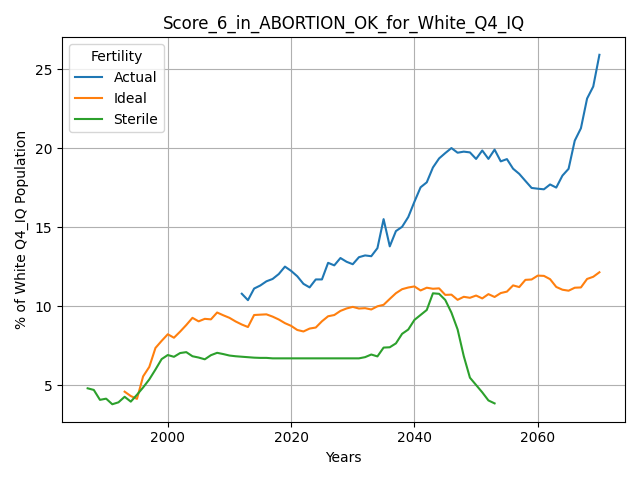 Score_6_in_ABORTION_OK_for_White_Q4_IQ
Fertility
Actual
Ideal
Sterile
% of White Q4_IQ Population
25
20
15
10
5
2000 2020 2040 2060
Years